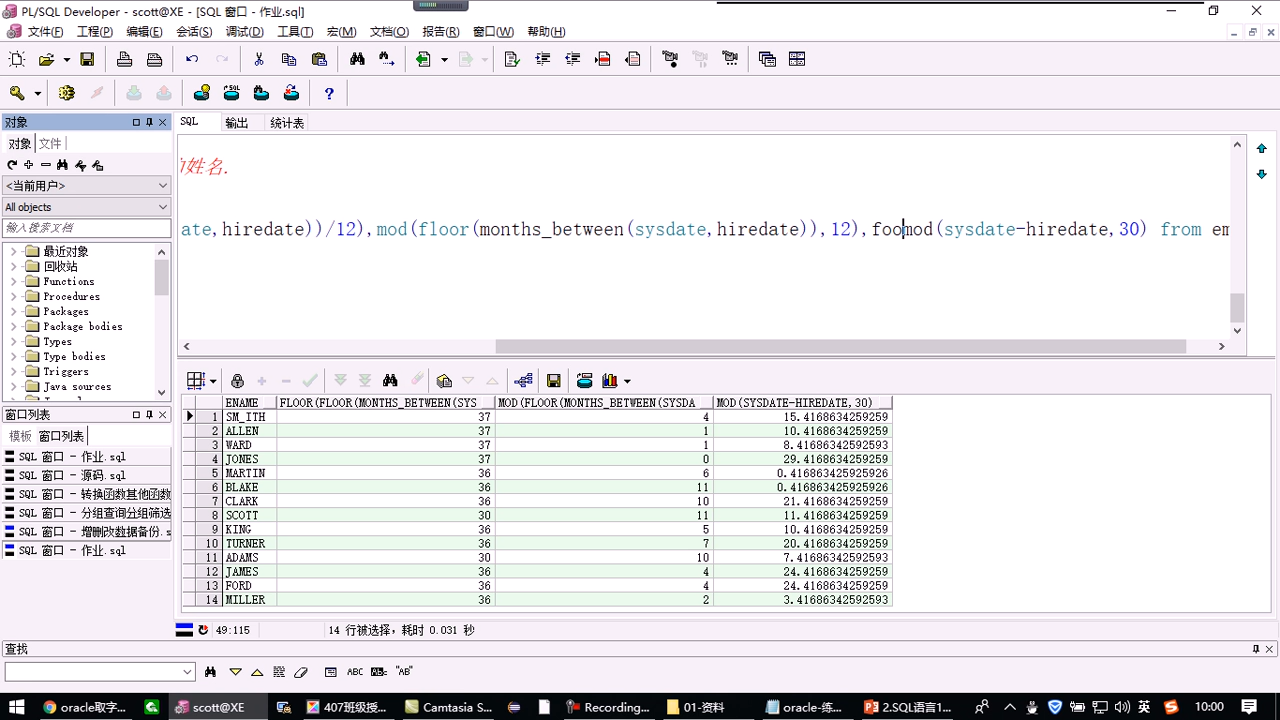 PL/SQL Developer - scott@XE - [SQL 窗口 - 作业.sql]
文件(F) 工程(P) 编辑(E) 会话(S) 调试(D) 工具(T) 宏(M) 文档(O) 报告(R) 窗口(W) 帮助(H)
对象
对象 文件
<当前用户>
All objects
输入搜索文本
最近对象
回收站
Functions
Procedures
Packages
Package bodies
Types
Type bodies
Triggers
Java sources
窗口列表
模板 窗口列表
SQL 窗口 - 作业.sql
SQL 窗口 - 源码.sql
SQL 窗口 - 转换函数其他函数
SQL 窗口 - 分组查询分组筛选
SQL 窗口 - 增删改数据备份.s
SQL 窗口 - 作业.sql
SQL 输出 统计表
姓名.
ate,hiredate))/12),mod(floor(months_between(sysdate,hiredate)),12),foomod(sysdate-hiredate,30) from em
ENAME FLOOR(FLOOR(MONTHS_BETWEEN(SYS MOD(FLOOR(MONTHS_BETWEEN(SYSDA MOD(SYSDATE-HIREDATE,30)
1 SM_ITH 37 4 15.4168634259259
2 ALLEN 37 1 10.4168634259259
3 WARD 37 1 8.41686342592593
4 JONES 37 0 29.4168634259259
5 MARTIN 36 6 0.416863425925926
6 BLAKE 36 11 0.416863425925926
7 CLARK 36 10 21.4168634259259
8 SCOTT 30 11 11.4168634259259
9 KING 36 5 10.4168634259259
10 TURNER 36 7 20.4168634259259
11 ADAMS 30 10 7.41686342592593
12 JAMES 36 4 24.4168634259259
13 FORD 36 4 24.4168634259259
14 MILLER 36 2 3.41686342592593
49:115 14 行被选择, 耗时 0.031 秒
查找
ABC "AB"
oracle取字... scott@XE 407班级授... Camtasia S... Recording... 01-资料 oracle-练... 2.SQL语言1... 英 10:00